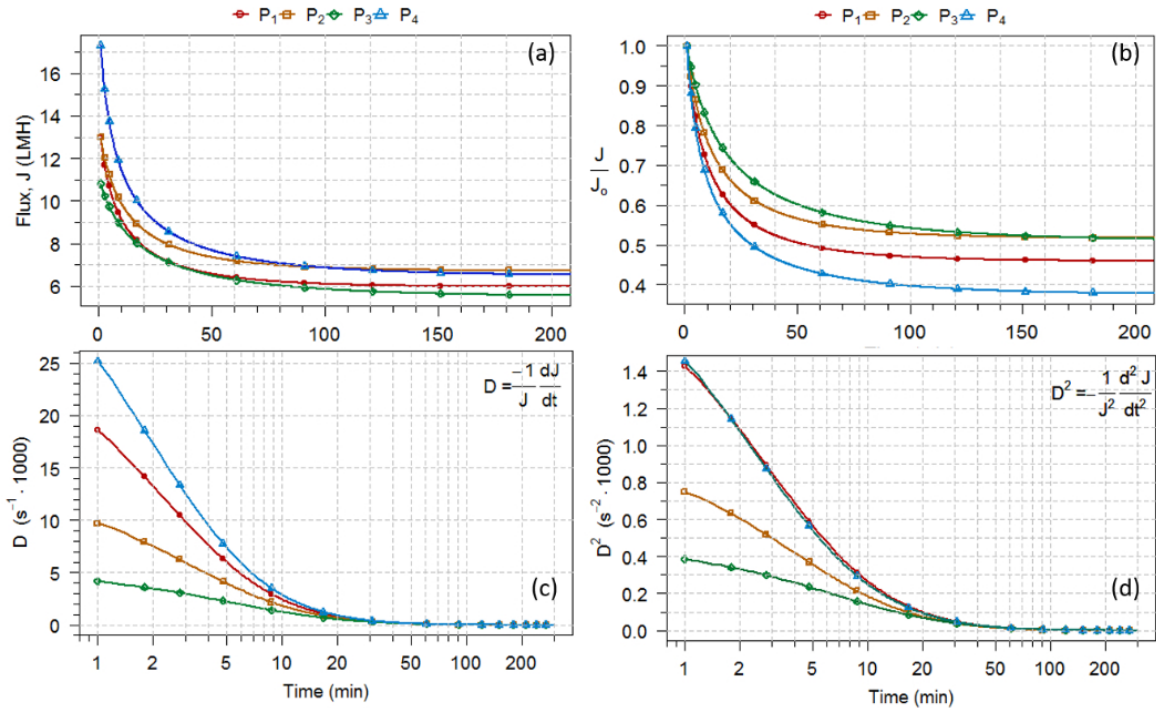 P1 P2 P3 P4
(a)
Flux, J (LMH)
16
14
12
10
8
6
0 50 100 150 200
P1 P2 P3 P4
(b)
J
Jo
1.0
0.9
0.8
0.7
0.6
0.5
0.4
0 50 100 150 200
(c)
D = -1/J dJ/dt
D (s⁻¹ · 1000)
25
20
15
10
5
0
1 2 5 10 20 50 100 200
Time (min)
(d)
D² = -1/J² d² J/dt²
D² (s⁻² · 1000)
1.4
1.2
1.0
0.8
0.6
0.4
0.2
0.0
1 2 5 10 20 50 100 200
Time (min)